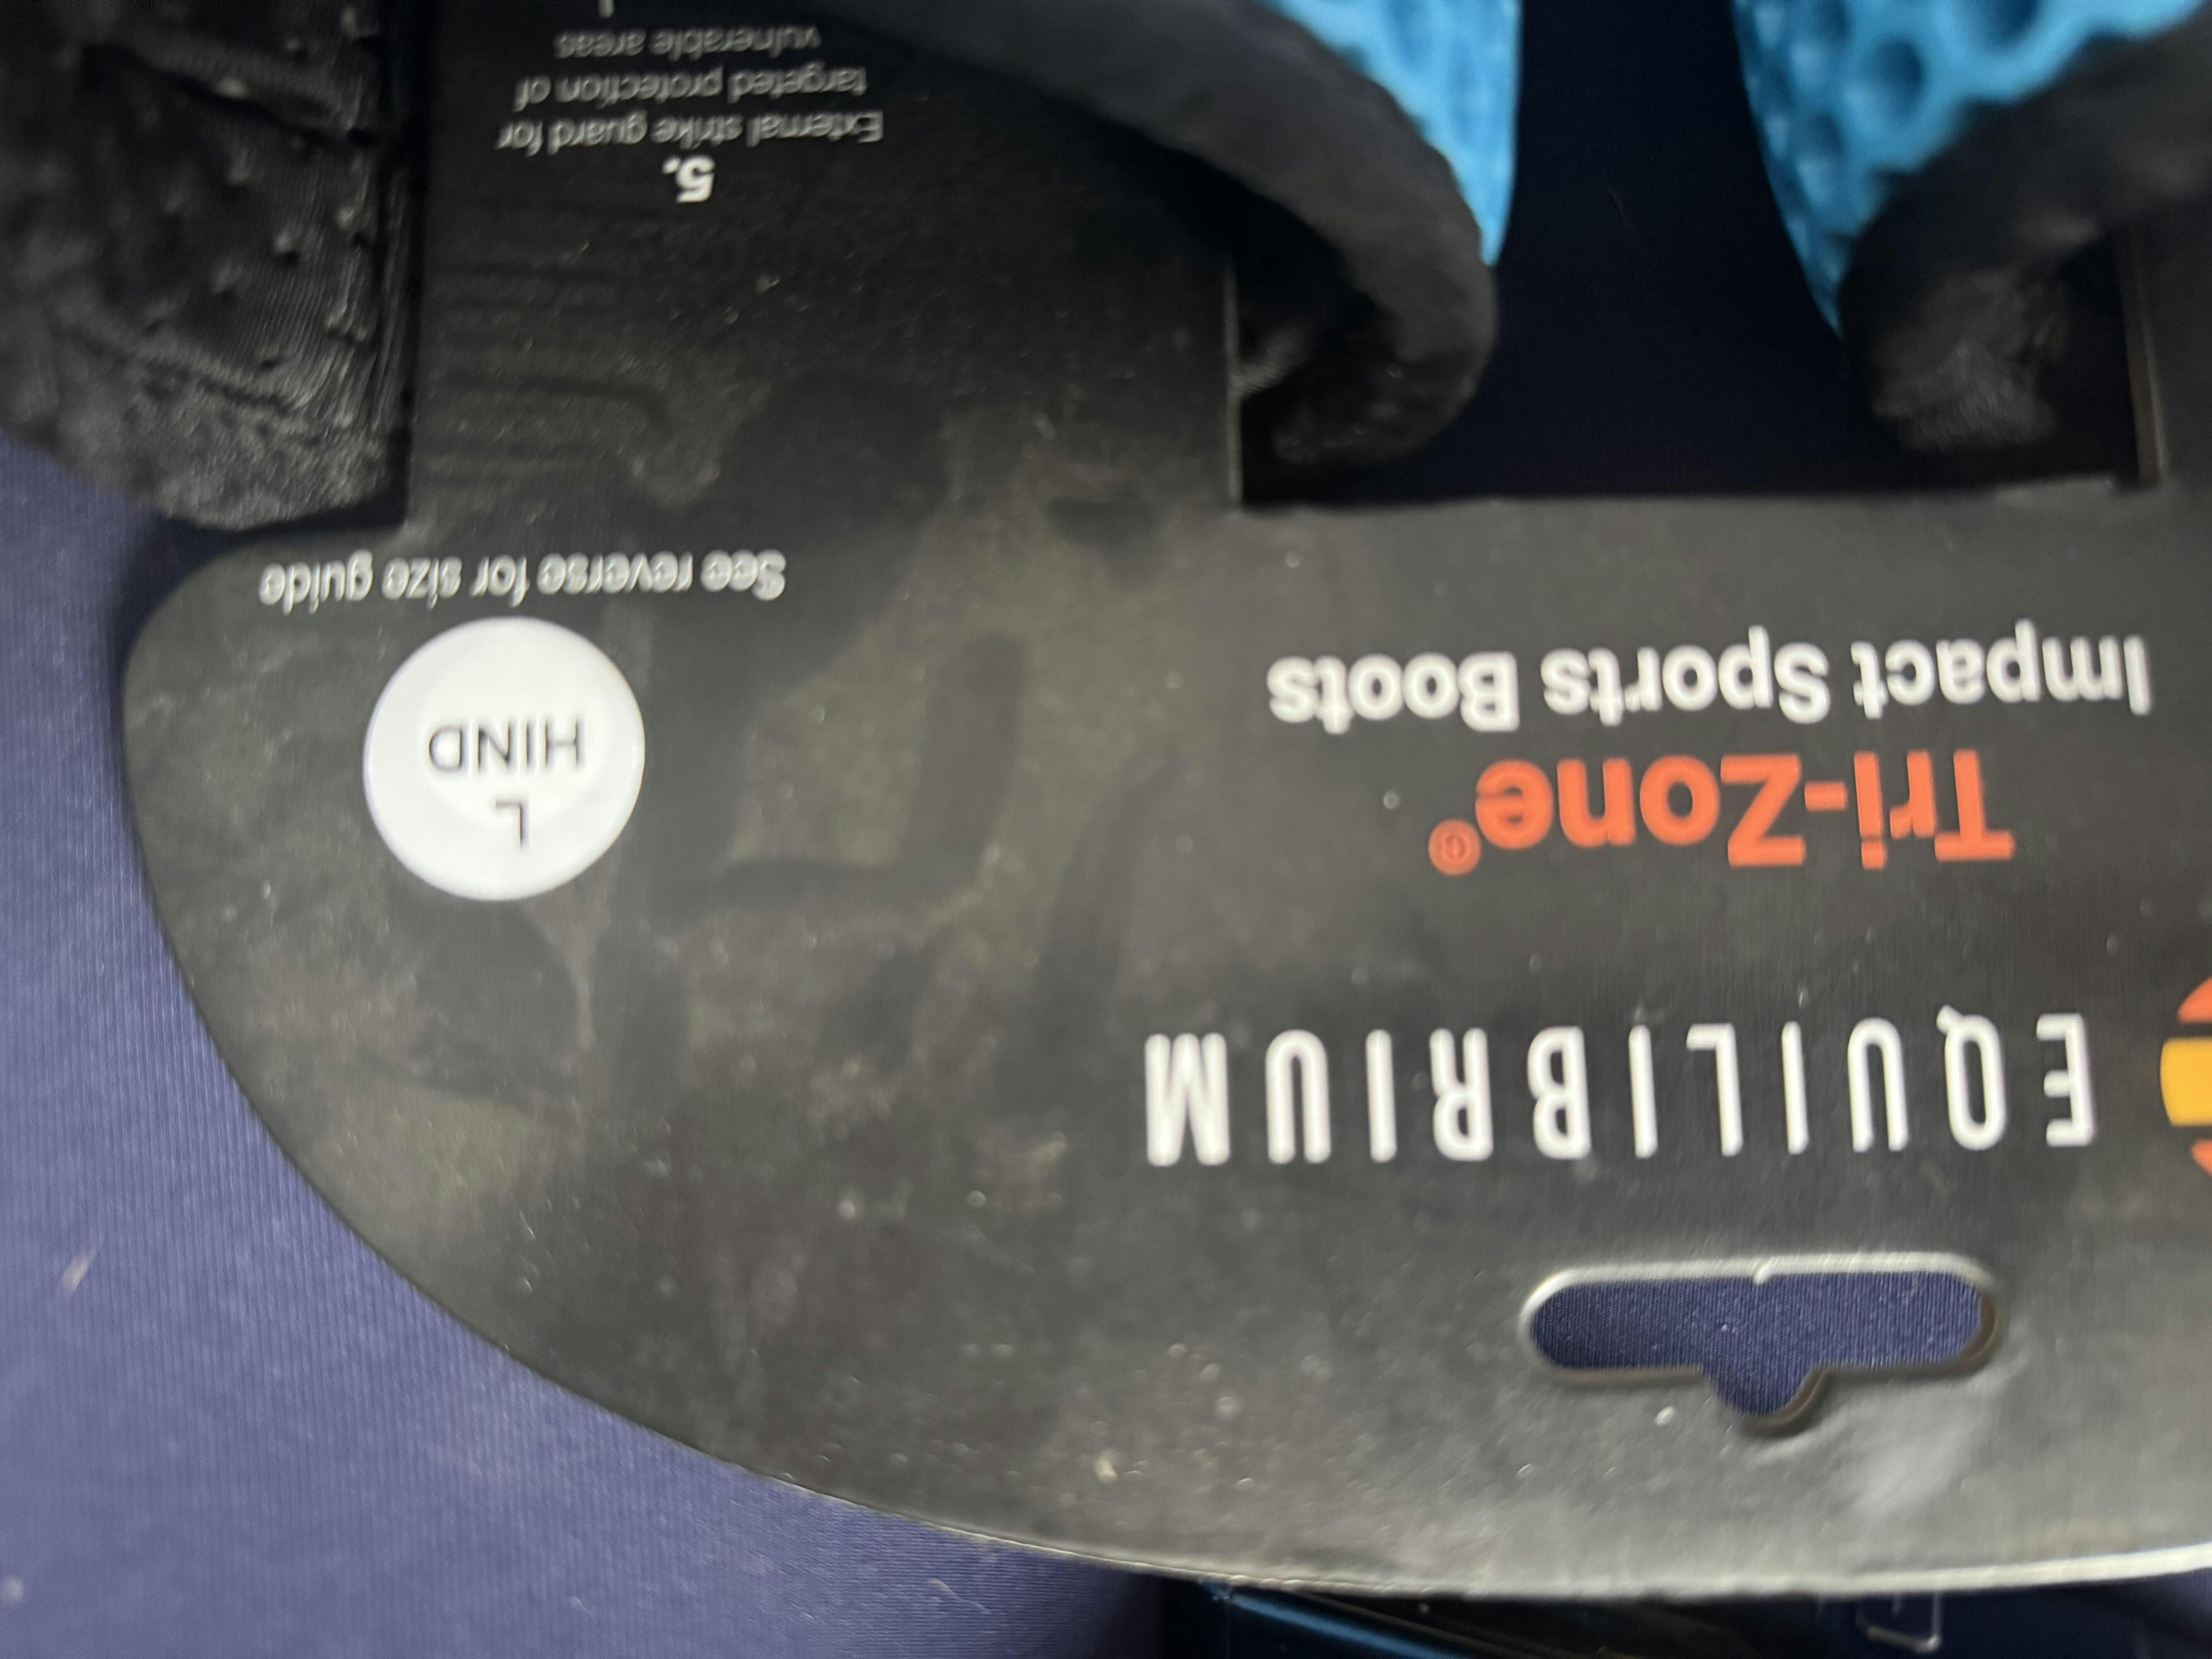 EQUILIBRIUM
Tri-Zone®
Impact Sports Boots
L
HIND
See reverse for size guide
5.
External strike guard for
targeted protection of
vulnerable areas